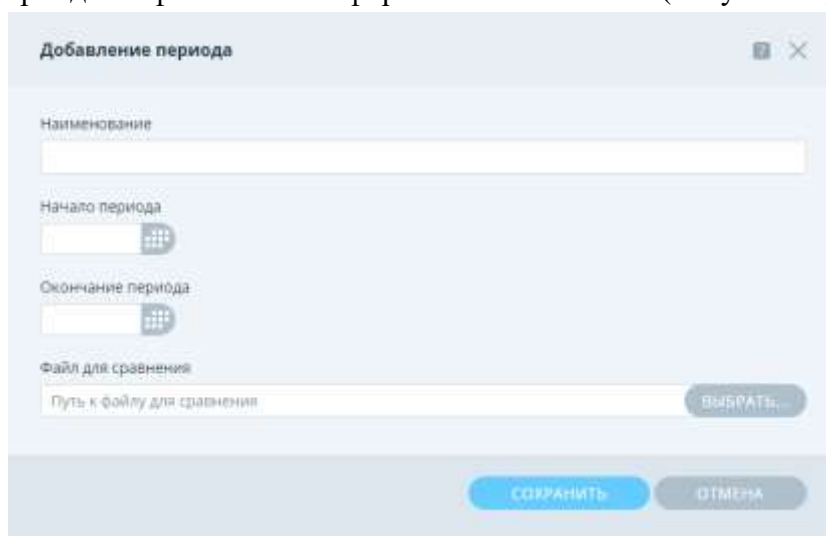 Добавление периода
?
Наименование
Начало периода
Окончание периода
Файл для сравнения
Путь к файлу для сравнения
ВЫБРАТЬ...
СОХРАНИТЬ
ОТМЕНА